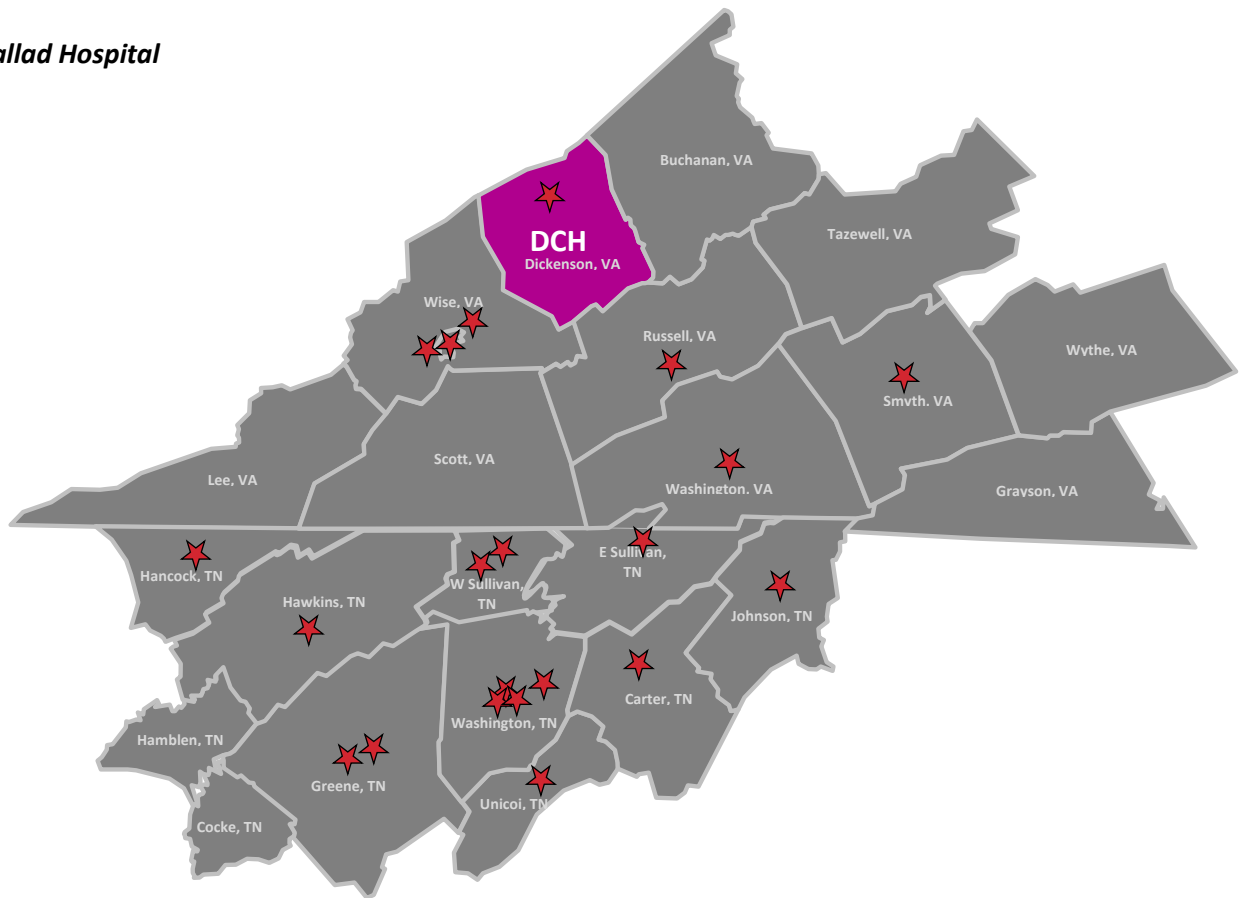 allad Hospital
Buchanan, VA
Tazewell, VA
DCH
Dickenson, VA
Wise, VA
Russell, VA
Wythe, VA
Smyth, VA
Scott, VA
Lee, VA
Washington, VA
Grayson, VA
E Sullivan,
TN
Hancock, TN
W Sullivan,
TN
Hawkins, TN
Johnson, TN
Carter, TN
Washington, TN
Hamblen, TN
Greene, TN
Unicoi, TN
Cocke, TN